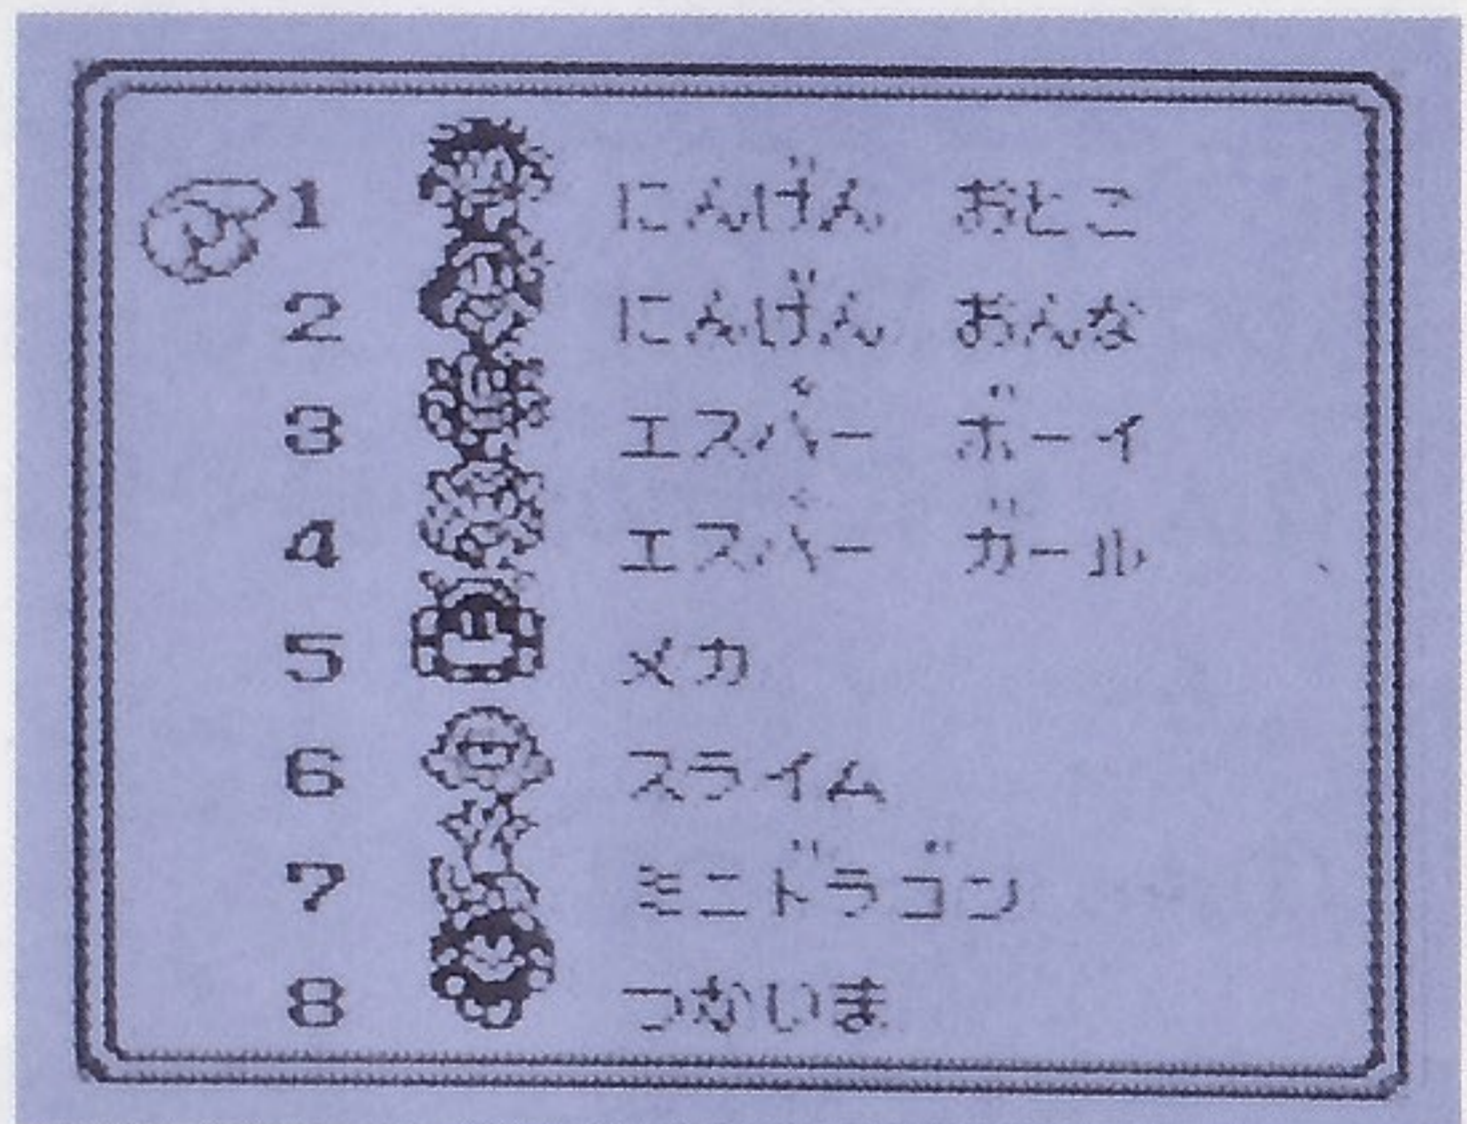 1 にんげん おとこ
2 にんげん おんな
3 エスパー ボーイ
4 エスパー ガール
5 メカ
6 スライム
7 ミニドラゴン
8 つかいま